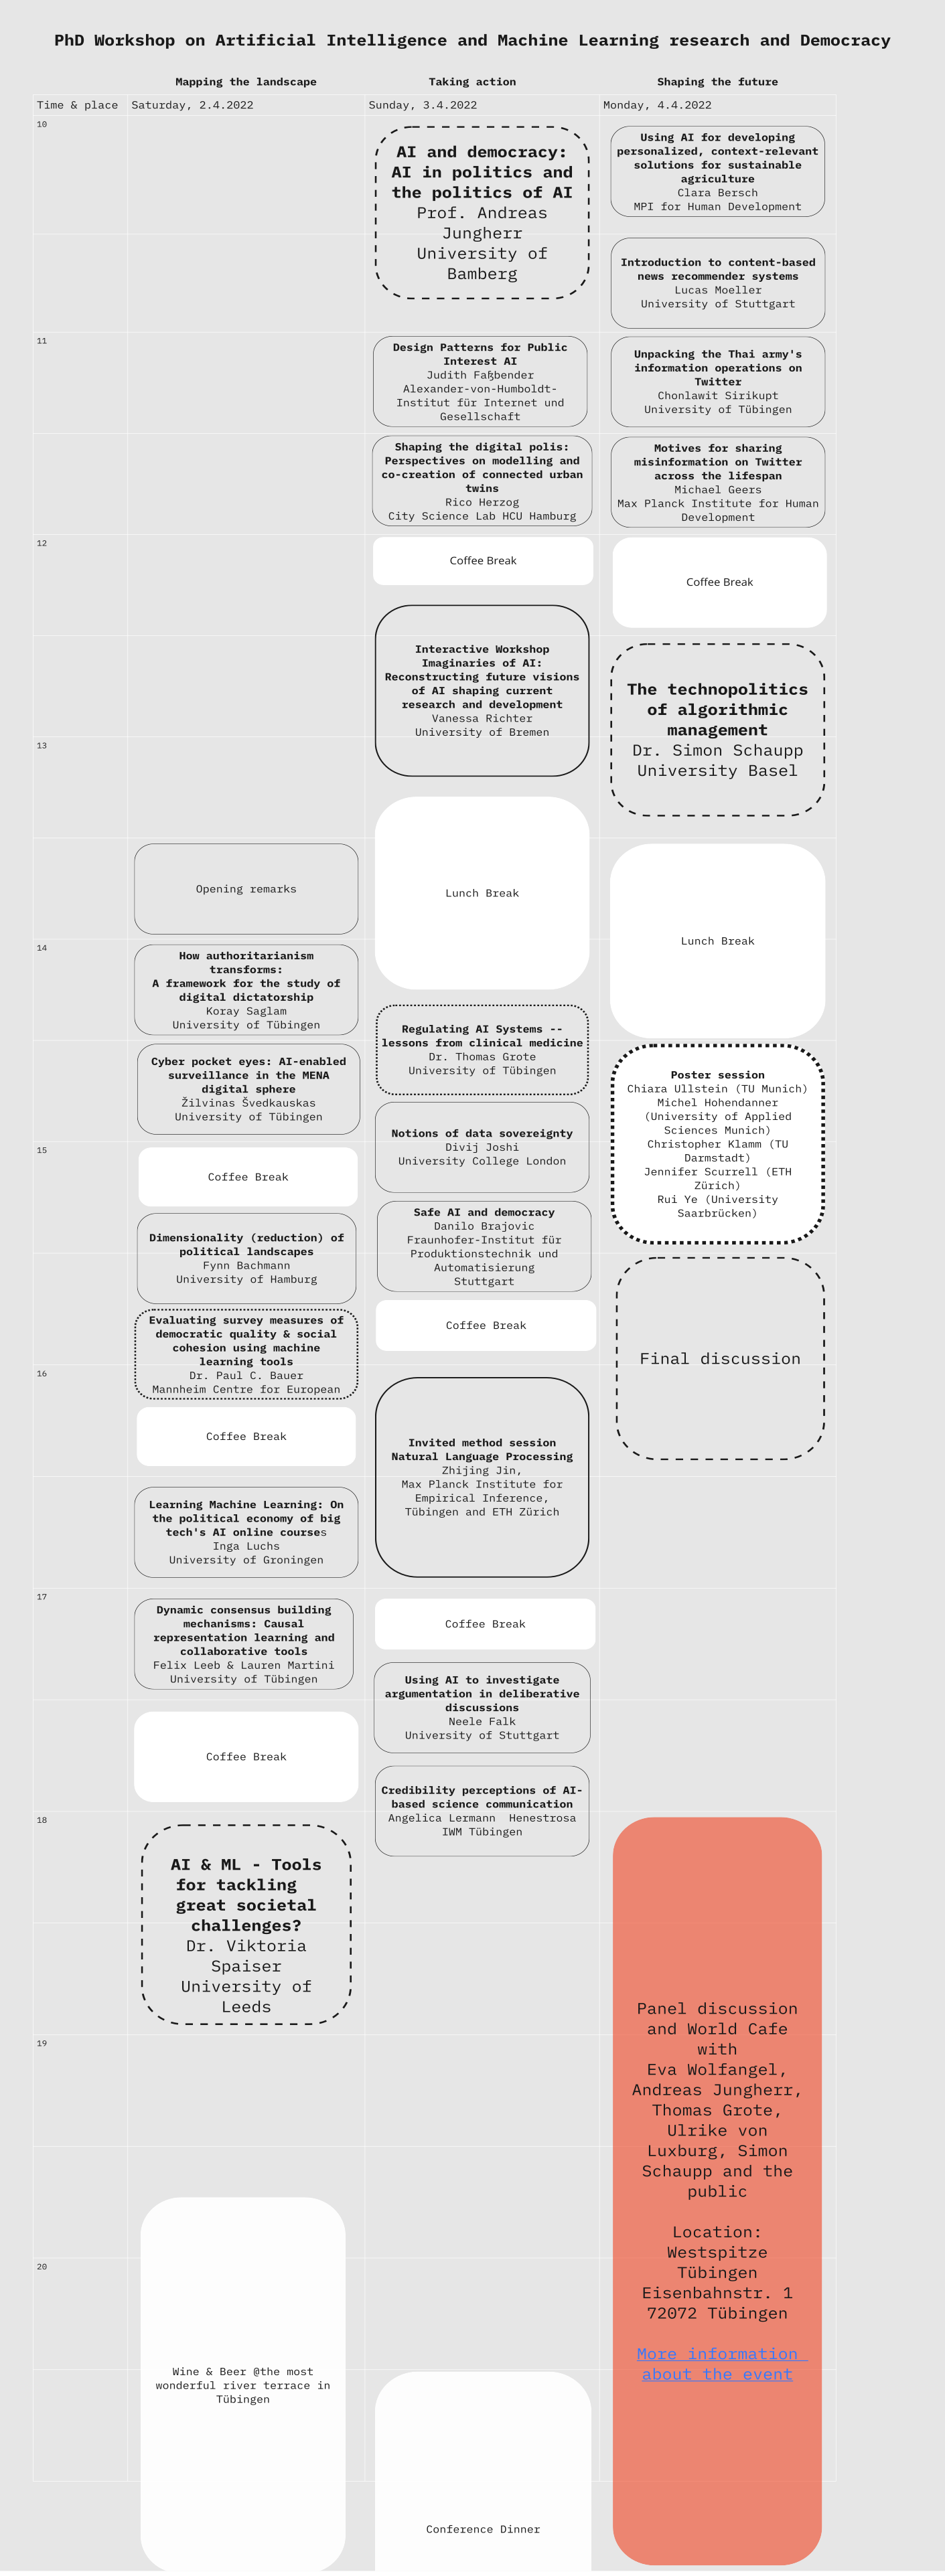 PhD Workshop on Artificial Intelligence and Machine Learning research and Democracy
Mapping the landscape
Taking action
Shaping the future
Time & place
Saturday, 2.4.2022
Sunday, 3.4.2022
Monday, 4.4.2022
10
AI and democracy:
AI in politics and
the politics of AI
Prof. Andreas
Jungherr
University of
Bamberg
Using AI for developing
personalized, context-relevant
solutions for sustainable
agriculture
Clara Bersch
MPI for Human Development
Introduction to content-based
news recommender systems
Lucas Moeller
University of Stuttgart
11
Design Patterns for Public
Interest AI
Judith Faßbender
Alexander-von-Humboldt-
Institut für Internet und
Gesellschaft
Unpacking the Thai army's
information operations on
Twitter
Chonlawit Sirikupt
University of Tübingen
Shaping the digital polis:
Perspectives on modelling and
co-creation of connected urban
twins
Rico Herzog
City Science Lab HCU Hamburg
Motives for sharing
misinformation on Twitter
across the lifespan
Michael Geers
Max Planck Institute for Human
Development
12
Coffee Break
Coffee Break
Interactive Workshop
Imaginaries of AI:
Reconstructing future visions
of AI shaping current
research and development
Vanessa Richter
University of Bremen
The technopolitics
of algorithmic
management
Dr. Simon Schaupp
University Basel
13
Opening remarks
Lunch Break
Lunch Break
14
How authoritarianism
transforms:
A framework for the study of
digital dictatorship
Koray Saglam
University of Tübingen
Regulating AI Systems --
lessons from clinical medicine
Dr. Thomas Grote
University of Tübingen
Cyber pocket eyes: AI-enabled
surveillance in the MENA
digital sphere
Žilvinas Švedkauskas
University of Tübingen
Notions of data sovereignty
Divij Joshi
University College London
Poster session
Chiara Ullstein (TU Munich)
Michel Hohendanner
(University of Applied
Sciences Munich)
Christopher Klamm (TU
Darmstadt)
Jennifer Scurrell (ETH
Zürich)
Rui Ye (University
Saarbrücken)
15
Coffee Break
Safe AI and democracy
Danilo Brajovic
Fraunhofer-Institut für
Produktionstechnik und
Automatisierung
Stuttgart
Dimensionality (reduction) of
political landscapes
Fynn Bachmann
University of Hamburg
Coffee Break
Evaluating survey measures of
democratic quality & social
cohesion using machine
learning tools
Dr. Paul C. Bauer
Mannheim Centre for European
Final discussion
16
Coffee Break
Invited method session
Natural Language Processing
Zhijing Jin,
Max Planck Institute for
Empirical Inference,
Tübingen and ETH Zürich
Learning Machine Learning: On
the political economy of big
tech's AI online courses
Inga Luchs
University of Groningen
17
Dynamic consensus building
mechanisms: Causal
representation learning and
collaborative tools
Felix Leeb & Lauren Martini
University of Tübingen
Coffee Break
Using AI to investigate
argumentation in deliberative
discussions
Neele Falk
University of Stuttgart
Coffee Break
Credibility perceptions of AI-
based science communication
Angelica Lermann  Henestrosa
IWM Tübingen
18
AI & ML - Tools
for tackling
great societal
challenges?
Dr. Viktoria
Spaiser
University of
Leeds
19
Panel discussion
and World Cafe
with
Eva Wolfangel,
Andreas Jungherr,
Thomas Grote,
Ulrike von
Luxburg, Simon
Schaupp and the
public
Location:
Westspitze
Tübingen
Eisenbahnstr. 1
72072 Tübingen
More information
about the event
20
Wine & Beer @the most
wonderful river terrace in
Tübingen
Conference Dinner